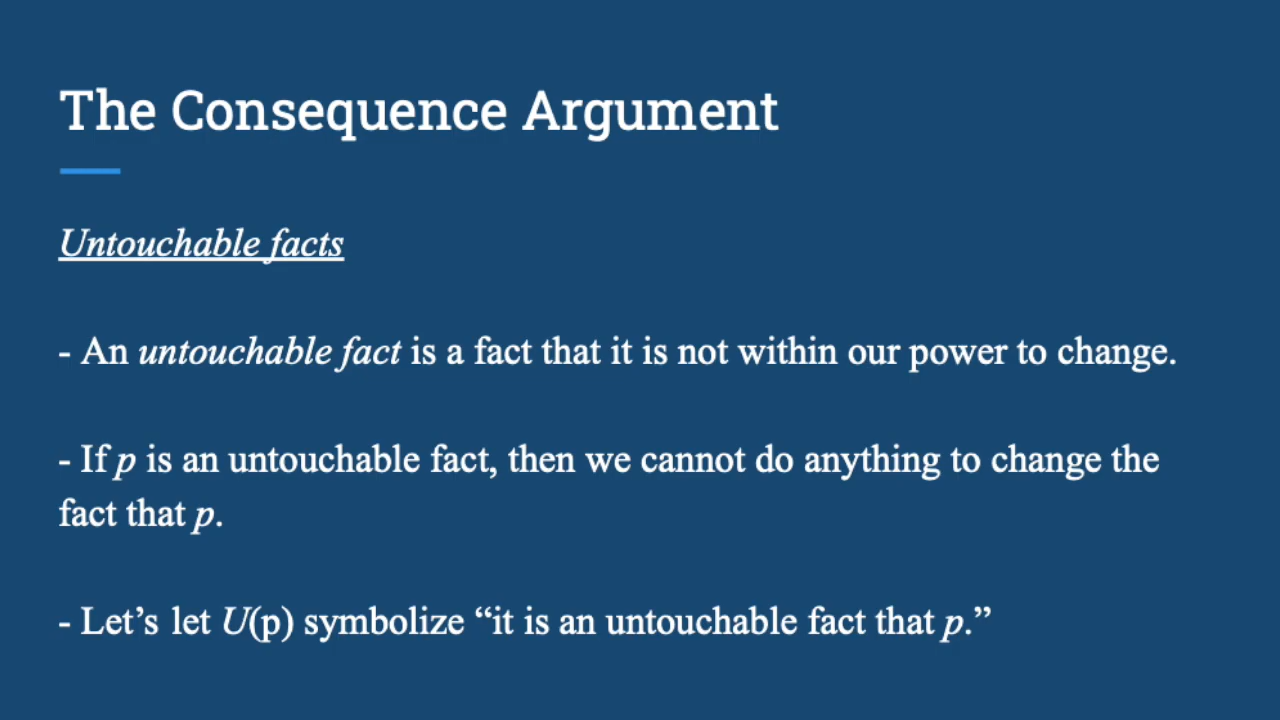 The Consequence Argument
Untouchable facts
- An untouchable fact is a fact that it is not within our power to change.
- If p is an untouchable fact, then we cannot do anything to change the
fact that p.
- Let’s let U(p) symbolize “it is an untouchable fact that p.”